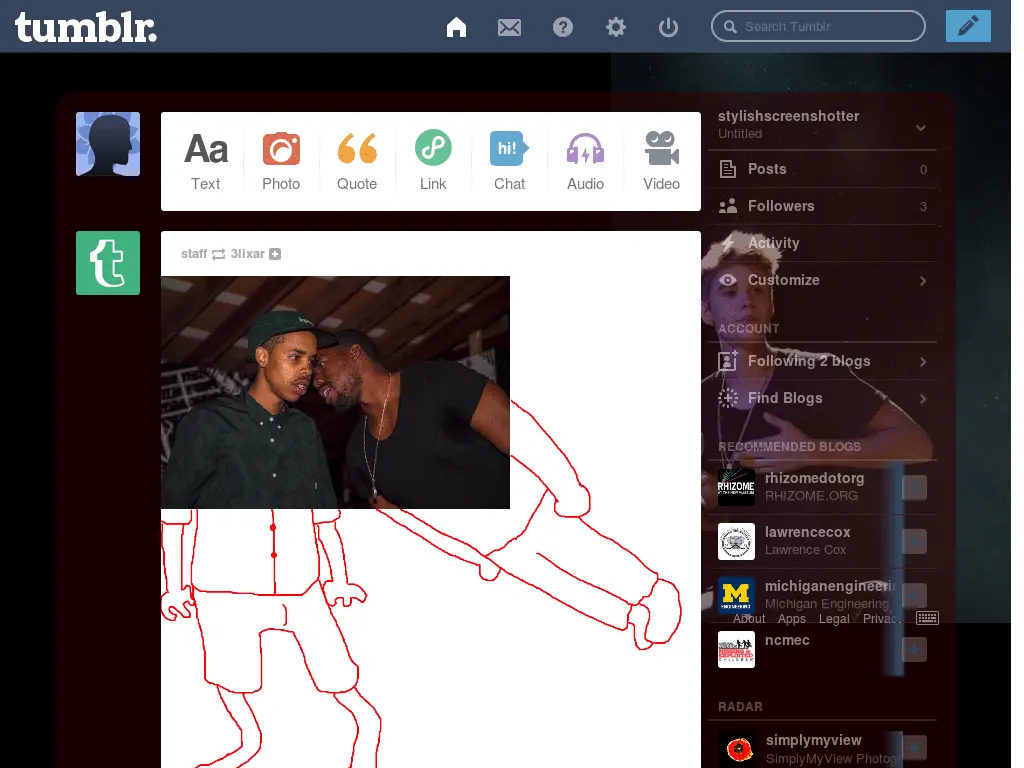 tumblr.
Search Tumblr
Aa
Text
Photo
Quote
Link
hi!
Chat
Audio
Video
stylishscreenshotter
Untitled
Posts 0
Followers 3
Activity
Customize
ACCOUNT
Following 2 blogs
Find Blogs
RECOMMENDED BLOGS
RHIZOME
rhizomedotorg
RHIZOME.ORG
lawrencecox
Lawrence Cox
M
ENGINEERING
michiganengineeri
Michigan Engineering
About Apps Legal Privac
ncmec
RADAR
simplymyview
SimplyMyView Photog
t
staff 3lixar